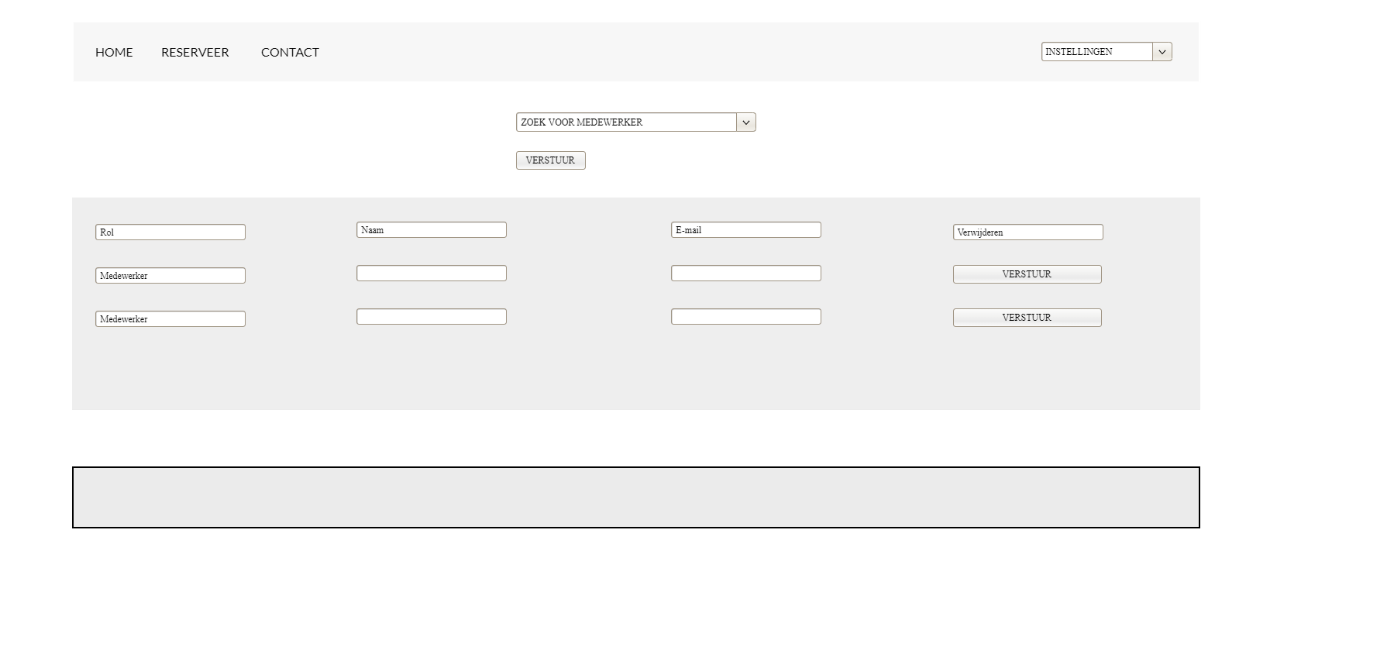 HOME RESERVEER CONTACT INSTELLINGEN
ZOEK VOOR MEDEWERKER
VERSTUUR
Rol Naam E-mail Verwijderen
Medewerker VERSTUUR
Medewerker VERSTUUR